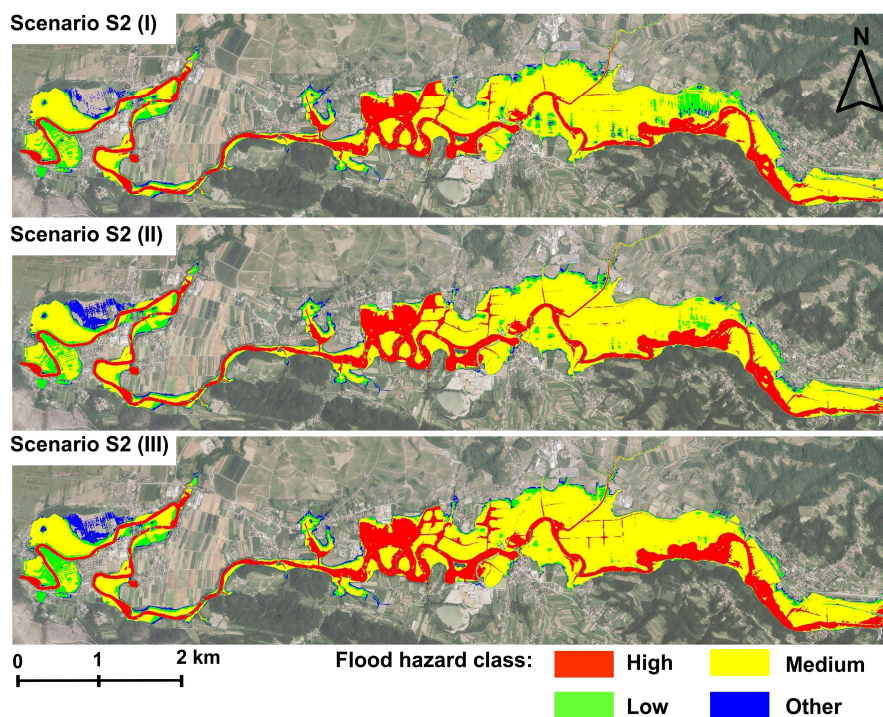 Scenario S2 (I)
N
Scenario S2 (II)
Scenario S2 (III)
0 1 2 km
Flood hazard class:
High
Medium
Low
Other